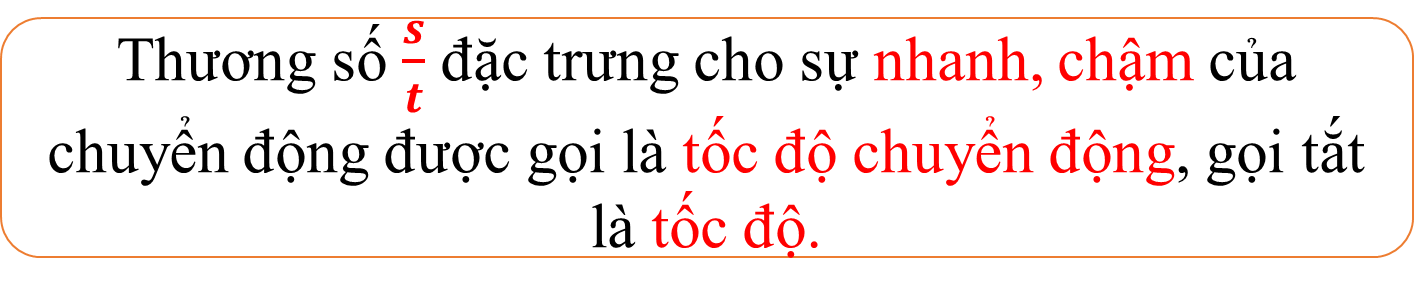 Thương số s/t đặc trưng cho sự nhanh, chậm của
chuyển động được gọi là tốc độ chuyển động, gọi tắt
là tốc độ.